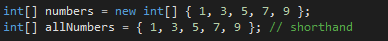 int[] numbers = new int[] { 1, 3, 5, 7, 9 };
int[] allNumbers = { 1, 3, 5, 7, 9 }; // shorthand